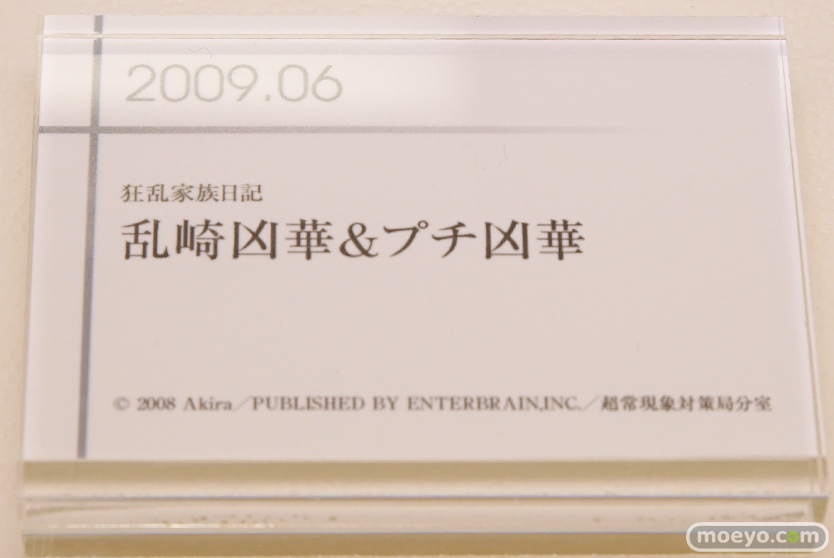 2009.06
狂乱家族日記
乱崎凶華&プチ凶華
© 2008 Akira／PUBLISHED BY ENTERBRAIN,INC.／超常現象対策局分室
moeyo.com